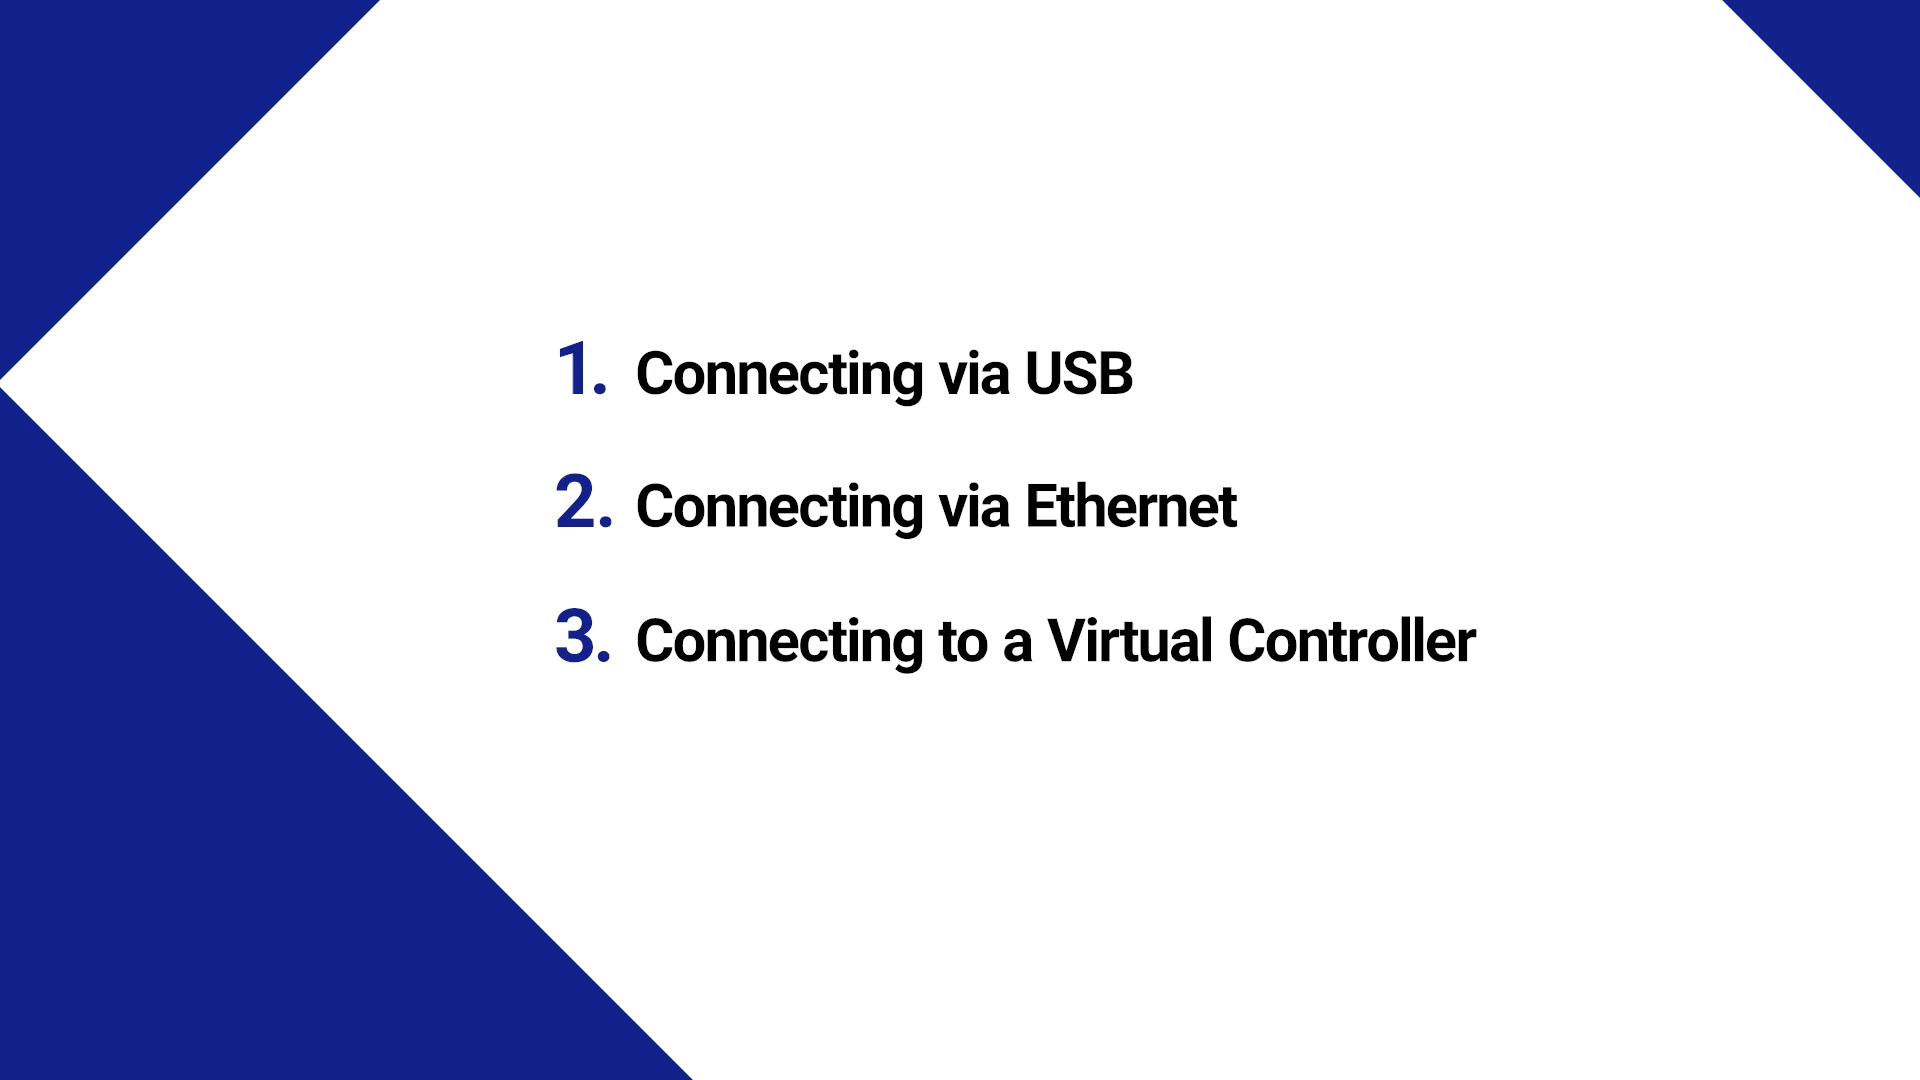 1. Connecting via USB
2. Connecting via Ethernet
3. Connecting to a Virtual Controller